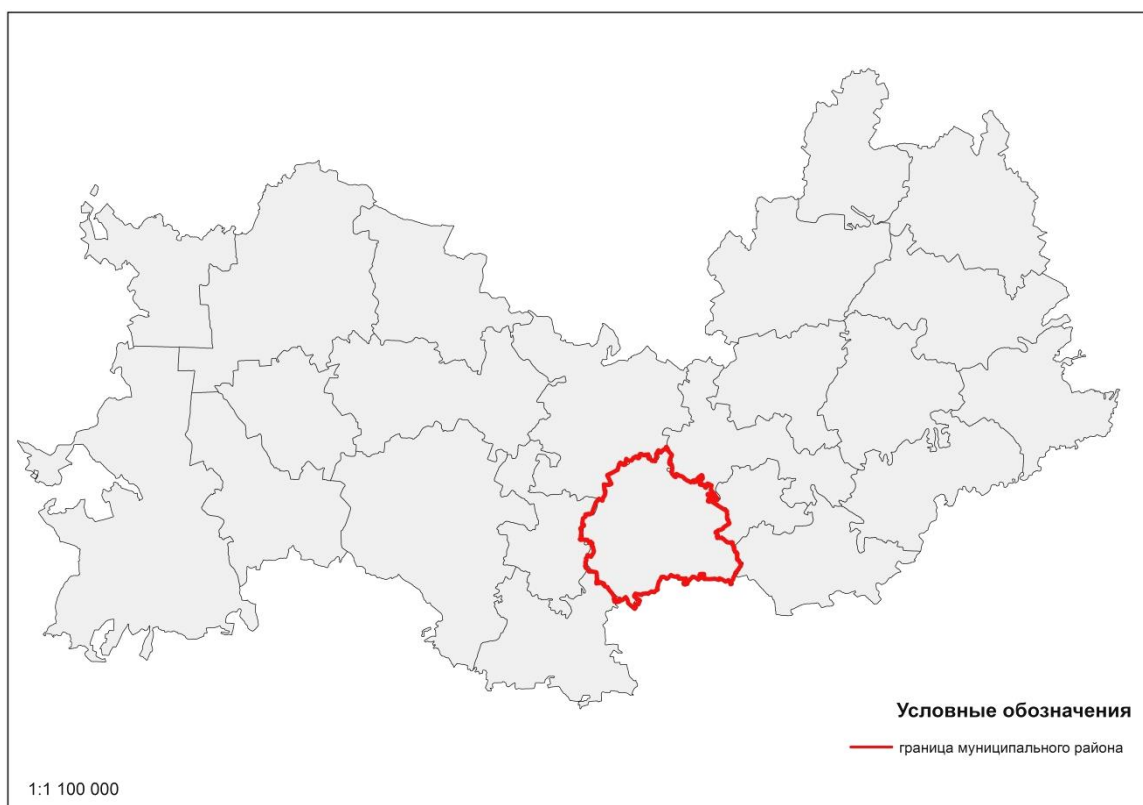 Условные обозначения
граница муниципального района
1:1 100 000